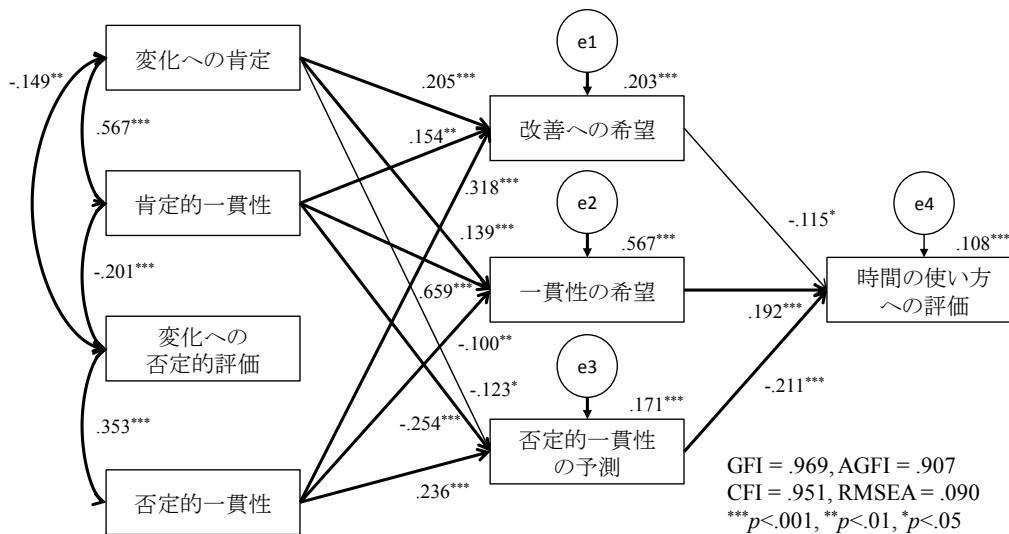 e1
変化への肯定
-.149**
.205***
.203***
改善への希望
.567***
.154**
e2
肯定的一貫性
.318***
-.115*
e4
.139***
.567***
.108***
-.201***
一貫性の希望
時間の使い方
への評価
.659***
.192***
変化への
否定的評価
-.100**
e3
-.123*
-.211***
.353***
.171***
-.254***
否定的一貫性
の予測
否定的一貫性
.236***
GFI = .969, AGFI = .907
CFI = .951, RMSEA = .090
***p<.001, **p<.01, *p<.05